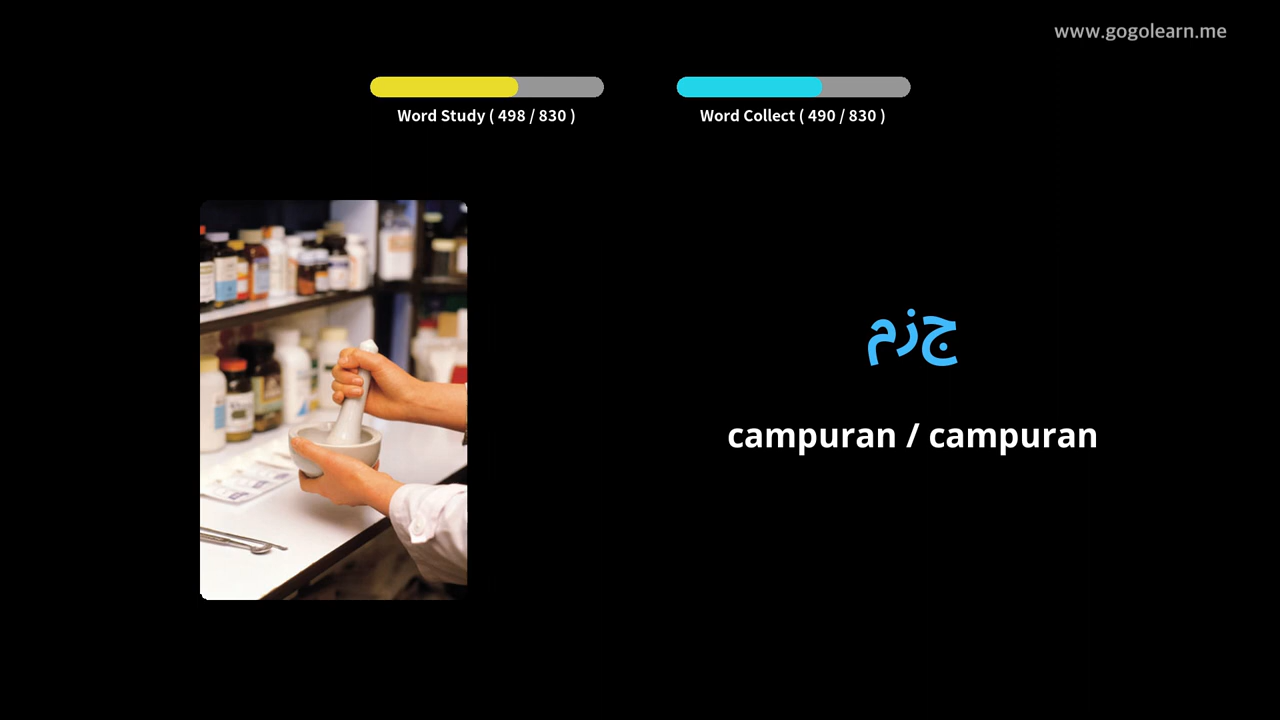 www.gogolearn.me
Word Study ( 498 / 830 )
Word Collect ( 490 / 830 )
جزم
campuran / campuran